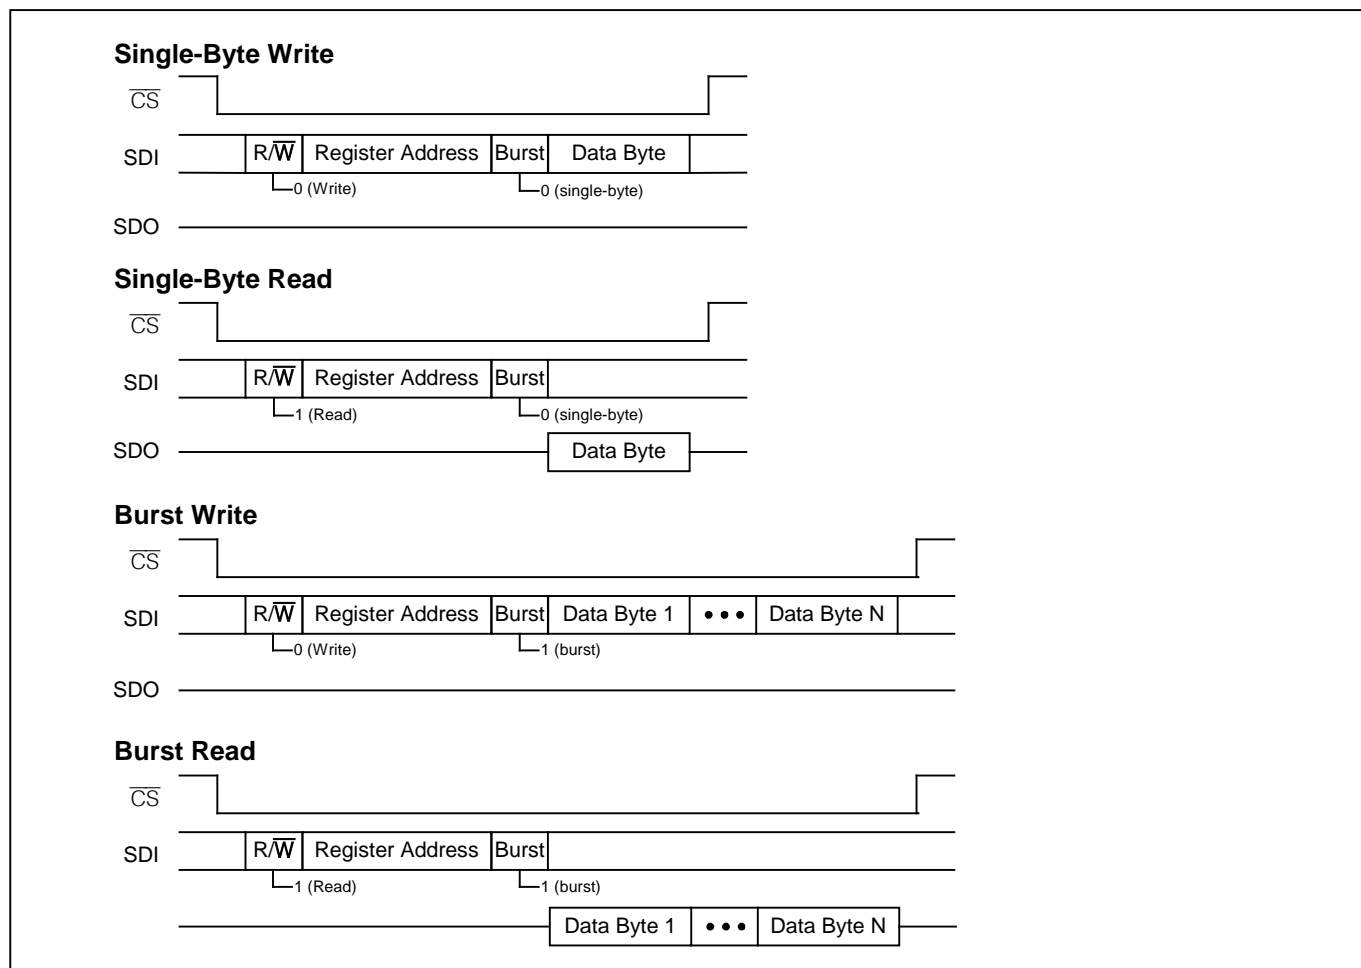 Single-Byte Write
CS
SDI R/W Register Address Burst Data Byte
0 (Write) 0 (single-byte)
SDO
Single-Byte Read
CS
SDI R/W Register Address Burst
1 (Read) 0 (single-byte)
SDO Data Byte
Burst Write
CS
SDI R/W Register Address Burst Data Byte 1 ••• Data Byte N
0 (Write) 1 (burst)
SDO
Burst Read
CS
SDI R/W Register Address Burst
1 (Read) 1 (burst)
Data Byte 1 ••• Data Byte N